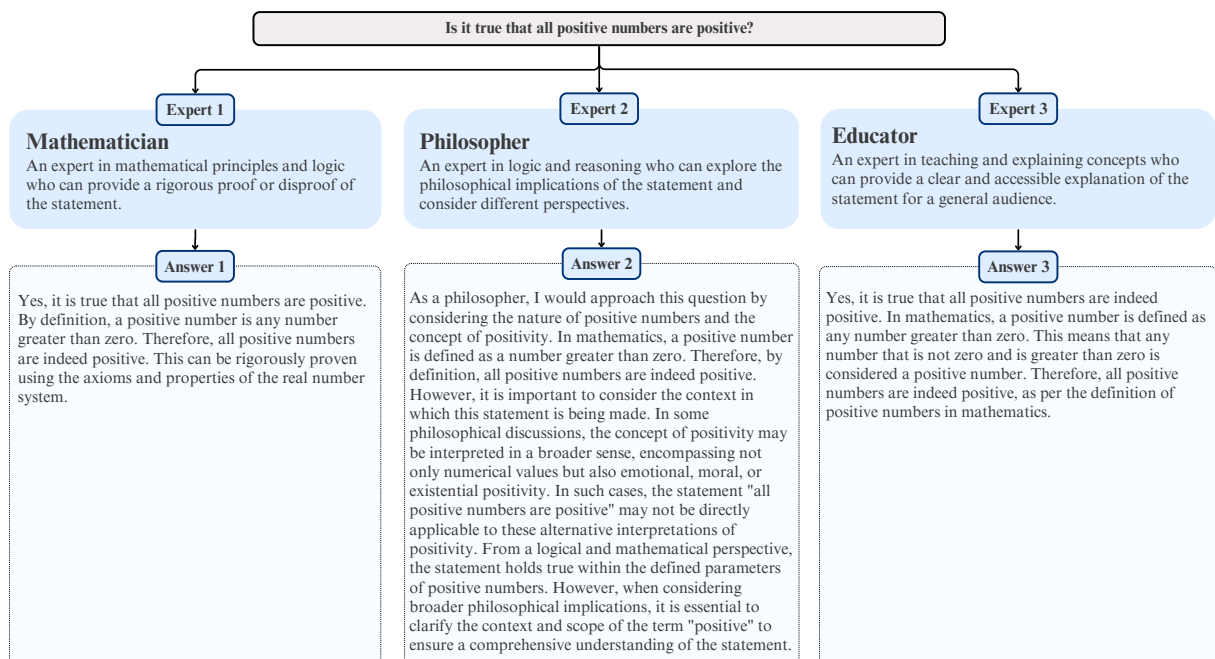 Is it true that all positive numbers are positive?
Expert 1
Mathematician
An expert in mathematical principles and logic
who can provide a rigorous proof or disproof of
the statement.
Answer 1
Yes, it is true that all positive numbers are positive.
By definition, a positive number is any number
greater than zero. Therefore, all positive numbers
are indeed positive. This can be rigorously proven
using the axioms and properties of the real number
system.
Expert 2
Philosopher
An expert in logic and reasoning who can explore the
philosophical implications of the statement and
consider different perspectives.
Answer 2
As a philosopher, I would approach this question by
considering the nature of positive numbers and the
concept of positivity. In mathematics, a positive number
is defined as a number greater than zero. Therefore, by
definition, all positive numbers are indeed positive.
However, it is important to consider the context in
which this statement is being made. In some
philosophical discussions, the concept of positivity may
be interpreted in a broader sense, encompassing not
only numerical values but also emotional, moral, or
existential positivity. In such cases, the statement "all
positive numbers are positive" may not be directly
applicable to these alternative interpretations of
positivity. From a logical and mathematical perspective,
the statement holds true within the defined parameters
of positive numbers. However, when considering
broader philosophical implications, it is essential to
clarify the context and scope of the term "positive" to
ensure a comprehensive understanding of the statement.
Expert 3
Educator
An expert in teaching and explaining concepts who
can provide a clear and accessible explanation of the
statement for a general audience.
Answer 3
Yes, it is true that all positive numbers are indeed
positive. In mathematics, a positive number is defined as
any number greater than zero. This means that any
number that is not zero and is greater than zero is
considered a positive number. Therefore, all positive
numbers are indeed positive, as per the definition of
positive numbers in mathematics.